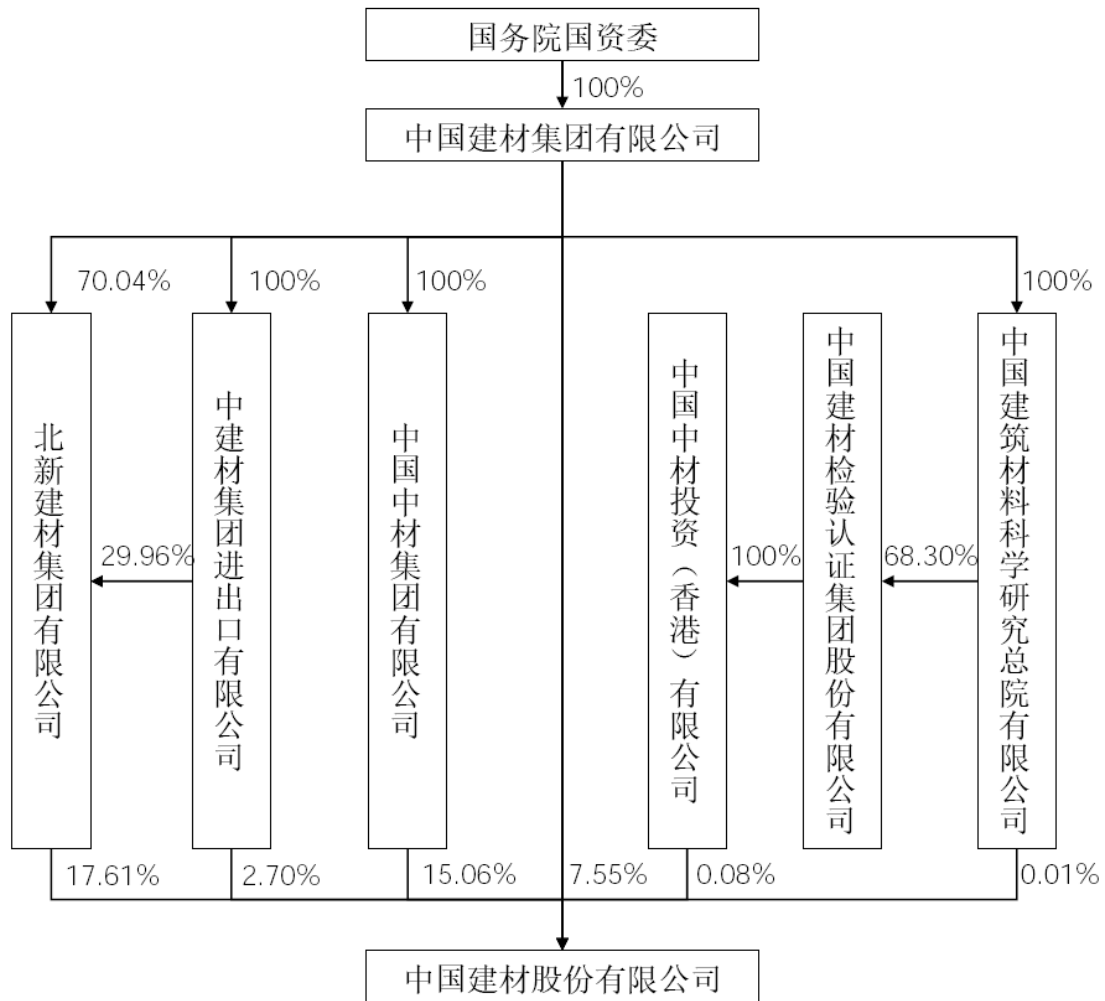 国务院国资委
100%
中国建材集团有限公司
70.04%
100%
100%
100%
北新建材集团有限公司
29.96%
中建材集团进出口有限公司
中国中材集团有限公司
中国中材投资（香港）有限公司
100%
中国建材检验认证集团股份有限公司
68.30%
中国建筑材料科学研究总院有限公司
17.61%
2.70%
15.06%
7.55%
0.08%
0.01%
中国建材股份有限公司